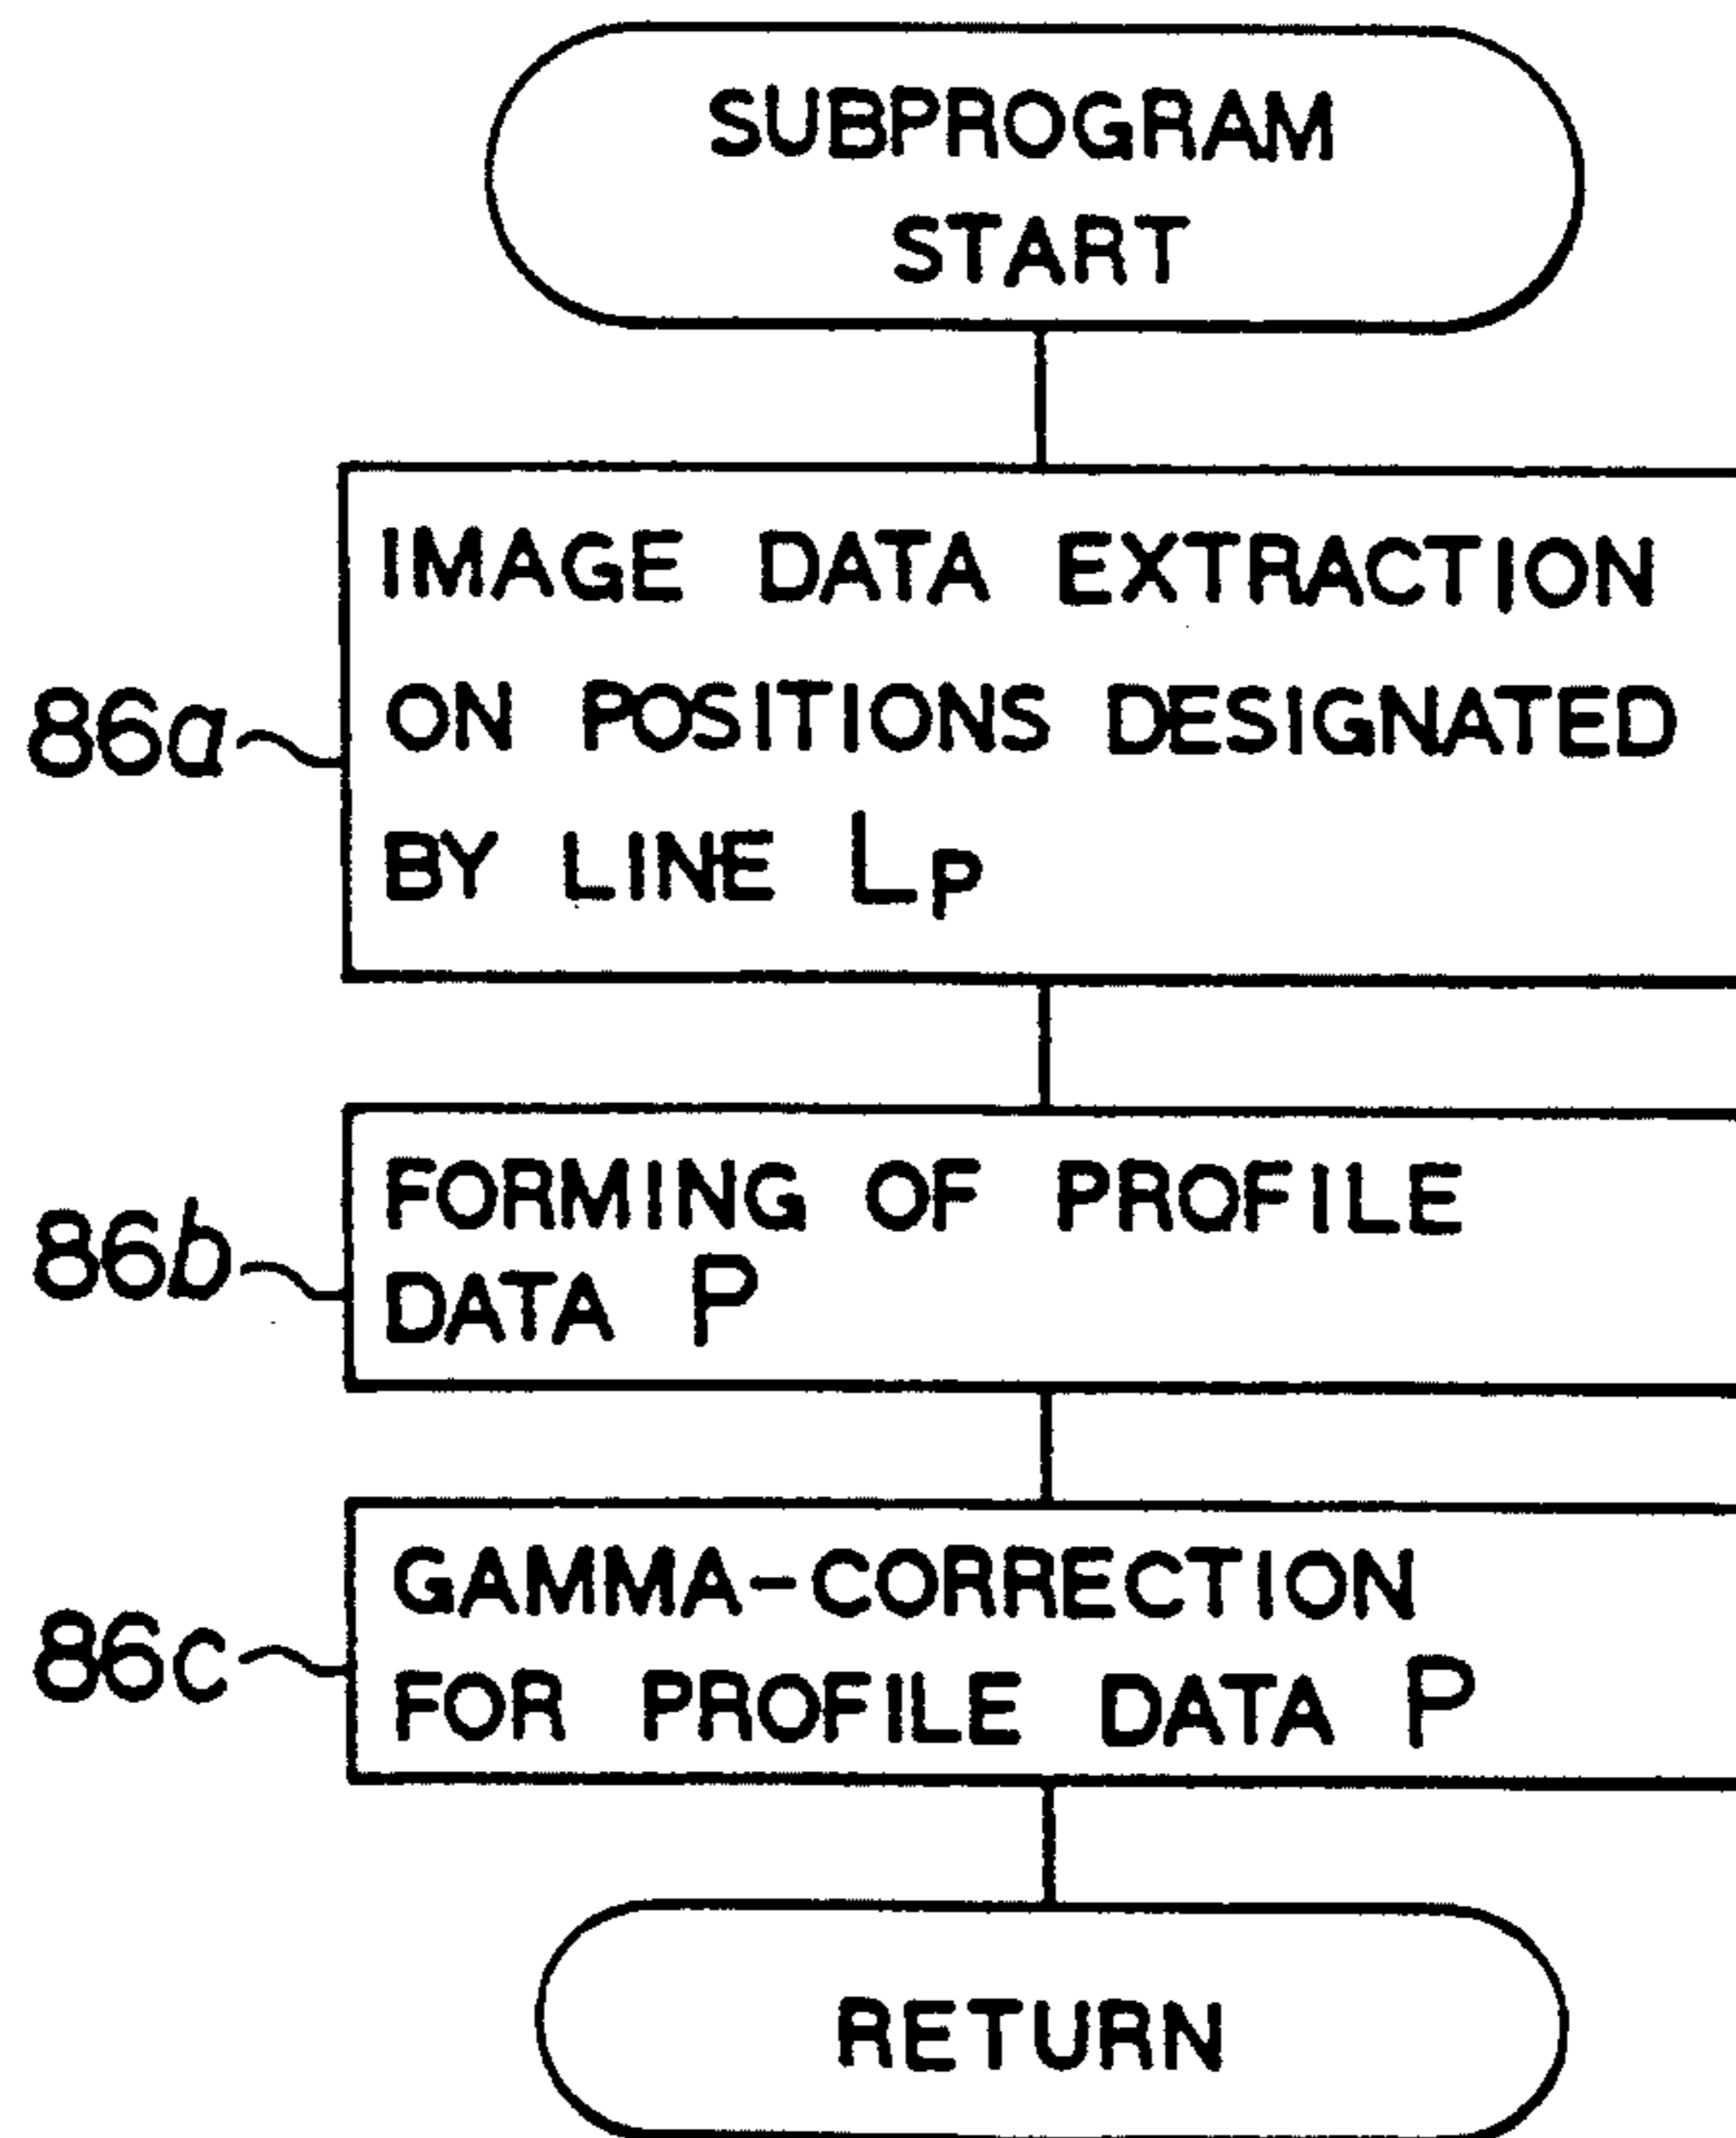 SUBPROGRAM
START
IMAGE DATA EXTRACTION
ON POSITIONS DESIGNATED
BY LINE Lp
86a
FORMING OF PROFILE
DATA P
86b
GAMMA-CORRECTION
FOR PROFILE DATA P
86c
RETURN